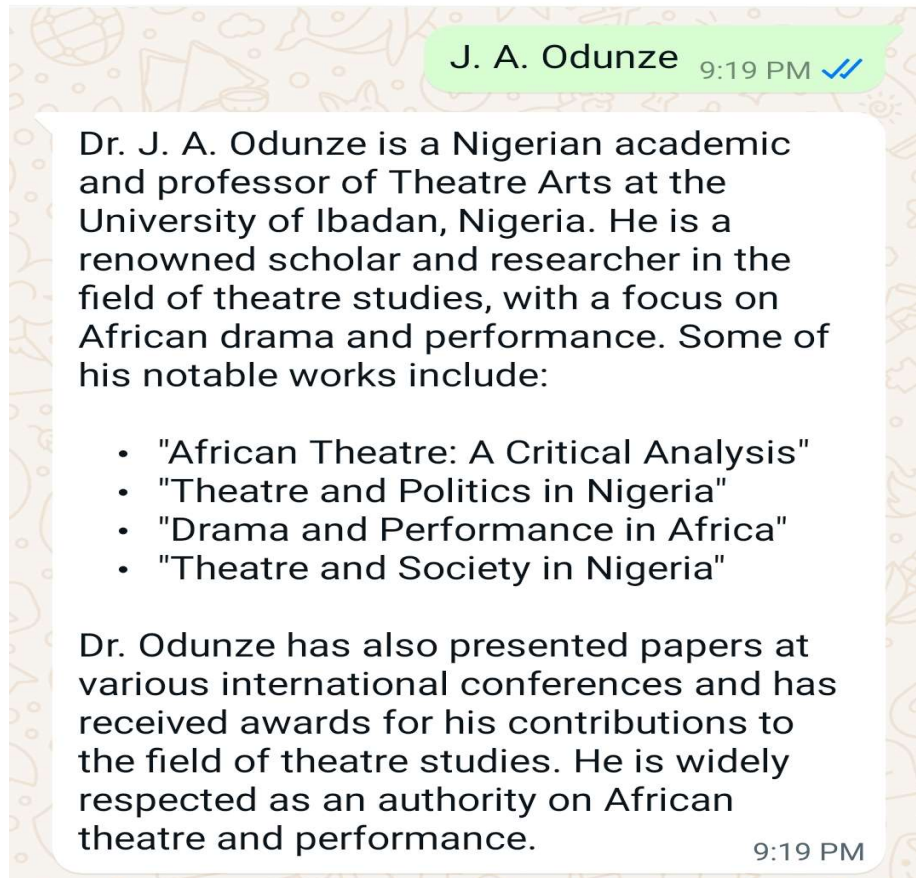 J. A. Odunze 9:19 PM
Dr. J. A. Odunze is a Nigerian academic
and professor of Theatre Arts at the
University of Ibadan, Nigeria. He is a
renowned scholar and researcher in the
field of theatre studies, with a focus on
African drama and performance. Some of
his notable works include:
• "African Theatre: A Critical Analysis"
• "Theatre and Politics in Nigeria"
• "Drama and Performance in Africa"
• "Theatre and Society in Nigeria"
Dr. Odunze has also presented papers at
various international conferences and has
received awards for his contributions to
the field of theatre studies. He is widely
respected as an authority on African
theatre and performance.
9:19 PM